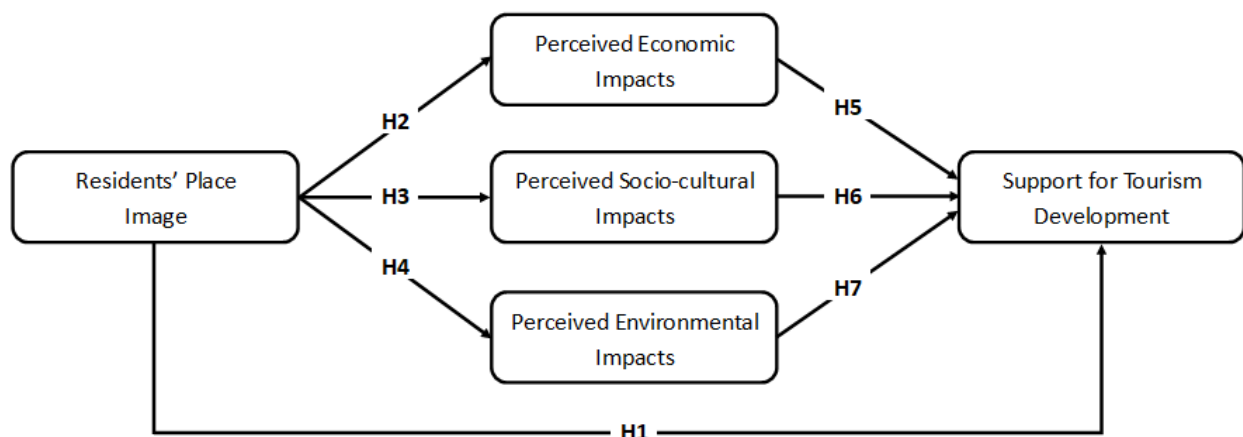 Perceived Economic
Impacts
H2
H5
Residents’ Place
Image
H3
Perceived Socio-cultural
Impacts
H6
Support for Tourism
Development
H4
H7
Perceived Environmental
Impacts
H1